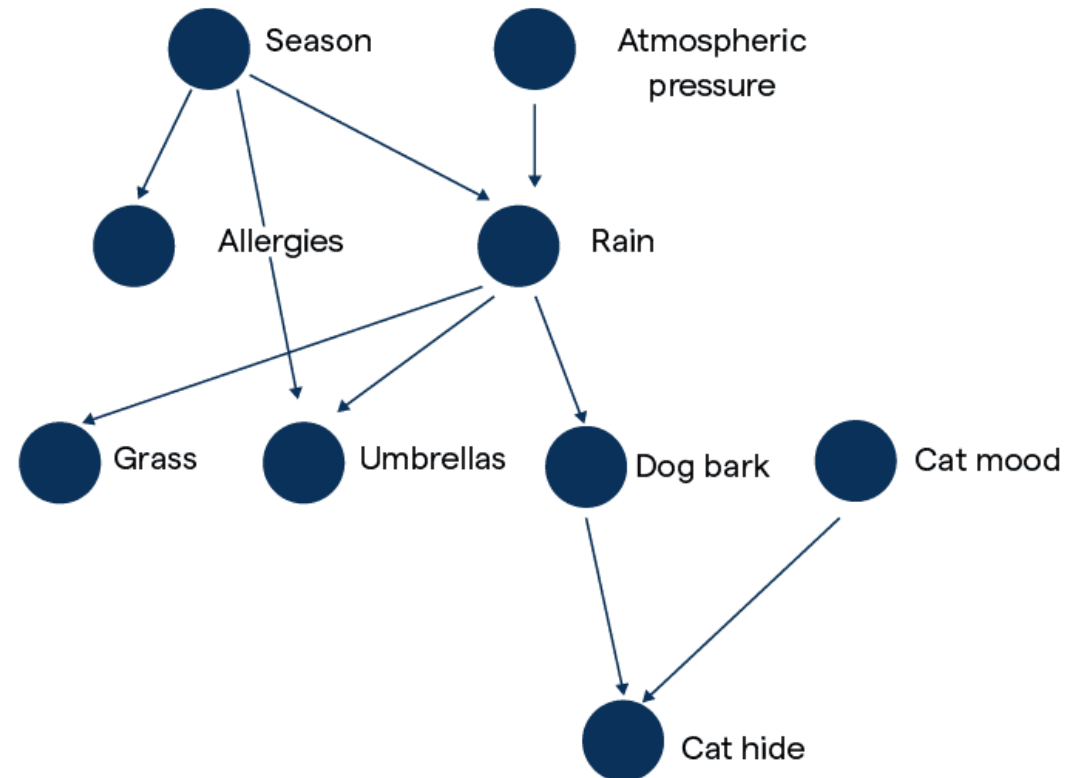 Season
Atmospheric
pressure
Allergies
Rain
Grass
Umbrellas
Dog bark
Cat mood
Cat hide